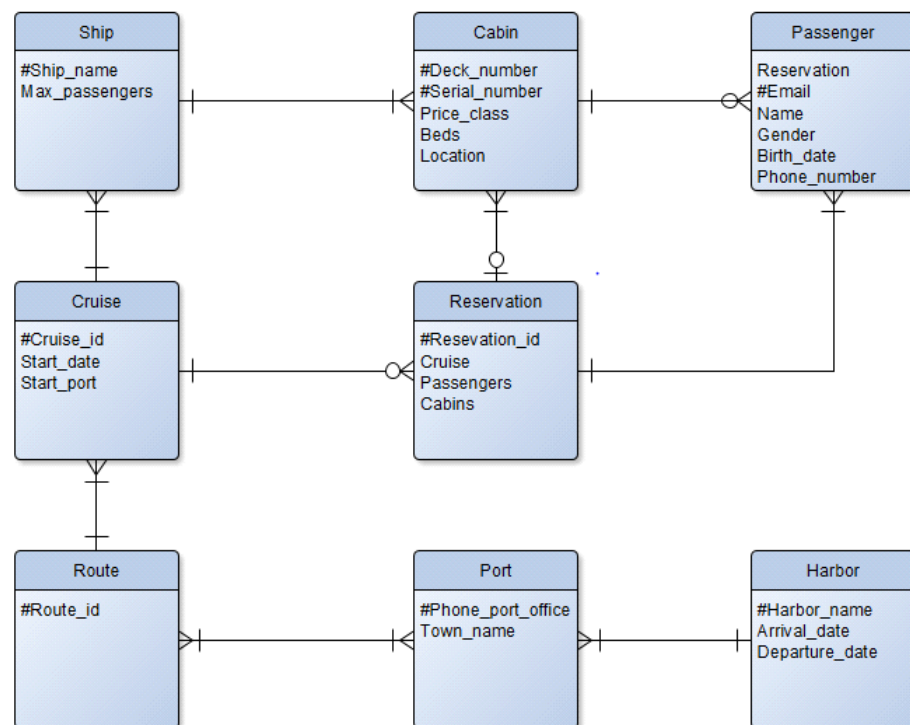 Ship
#Ship_name
Max_passengers
Cabin
#Deck_number
#Serial_number
Price_class
Beds
Location
Passenger
Reservation
#Email
Name
Gender
Birth_date
Phone_number
Cruise
#Cruise_id
Start_date
Start_port
Reservation
#Resevation_id
Cruise
Passengers
Cabins
Route
#Route_id
Port
#Phone_port_office
Town_name
Harbor
#Harbor_name
Arrival_date
Departure_date